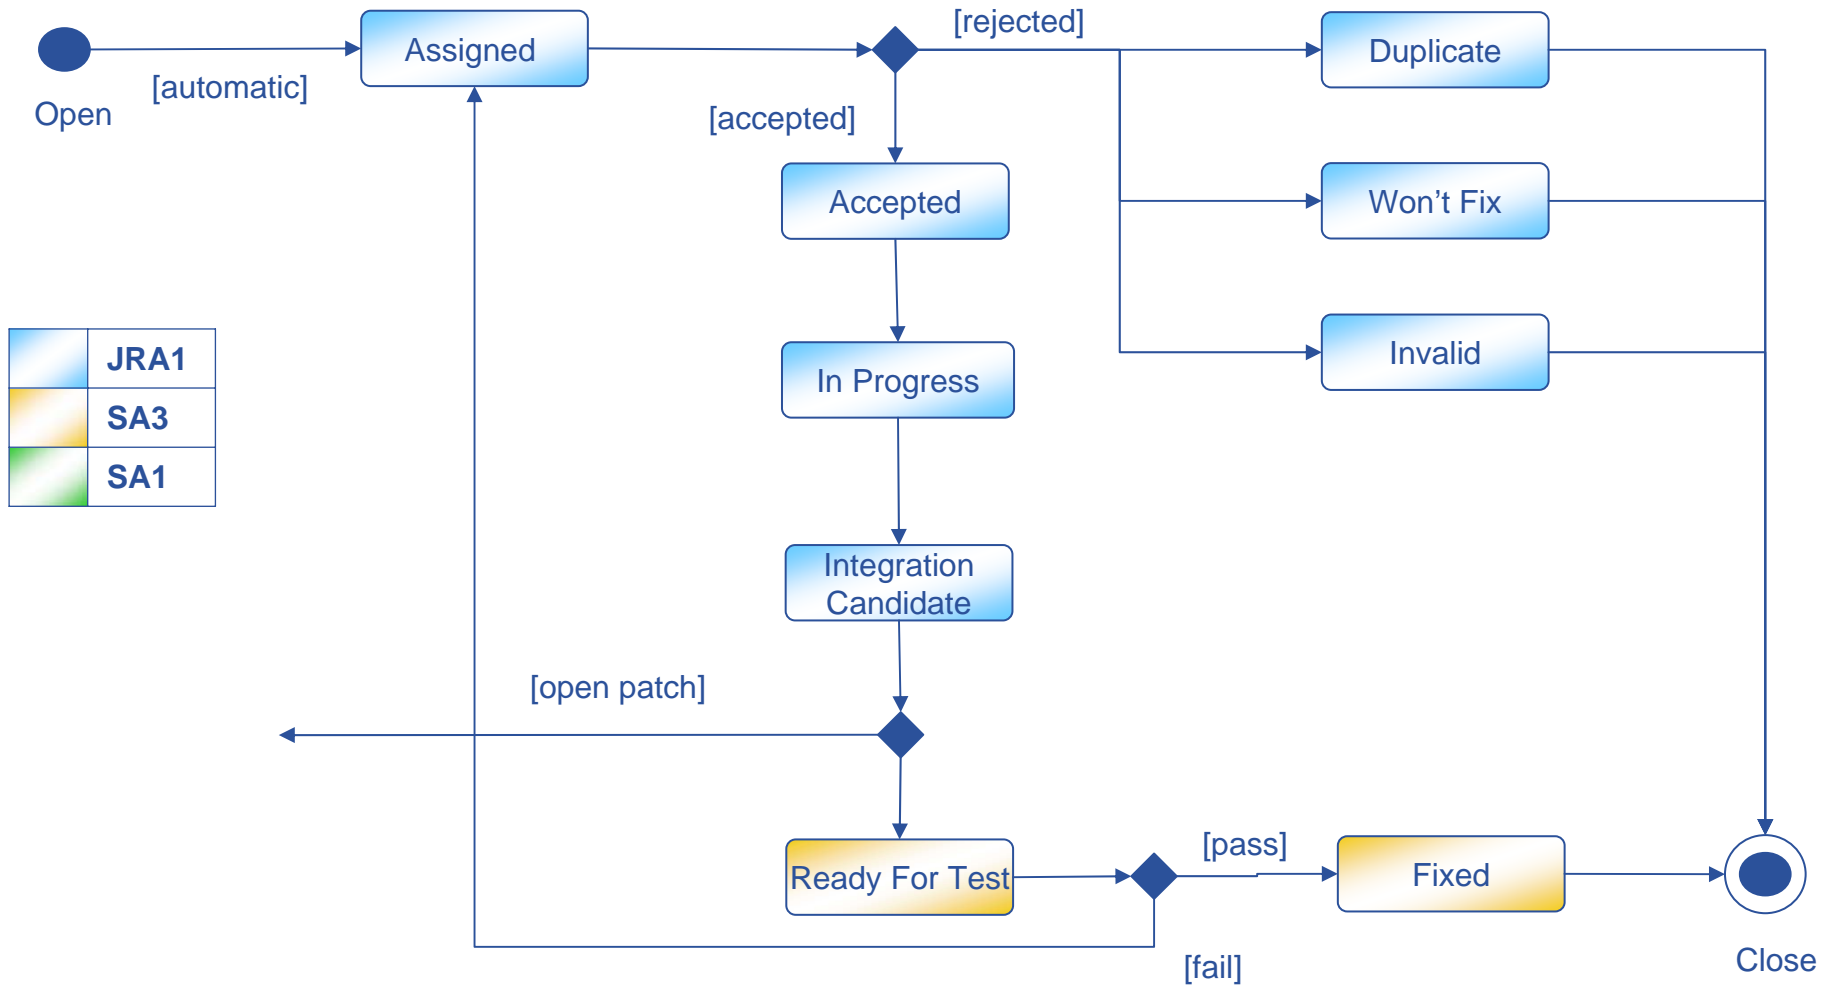 [rejected]
Assigned
Duplicate
[automatic]
Open
[accepted]
Accepted
Won’t Fix
JRA1
SA3
SA1
In Progress
Invalid
Integration
Candidate
[open patch]
Ready For Test
[pass]
Fixed
[fail]
Close